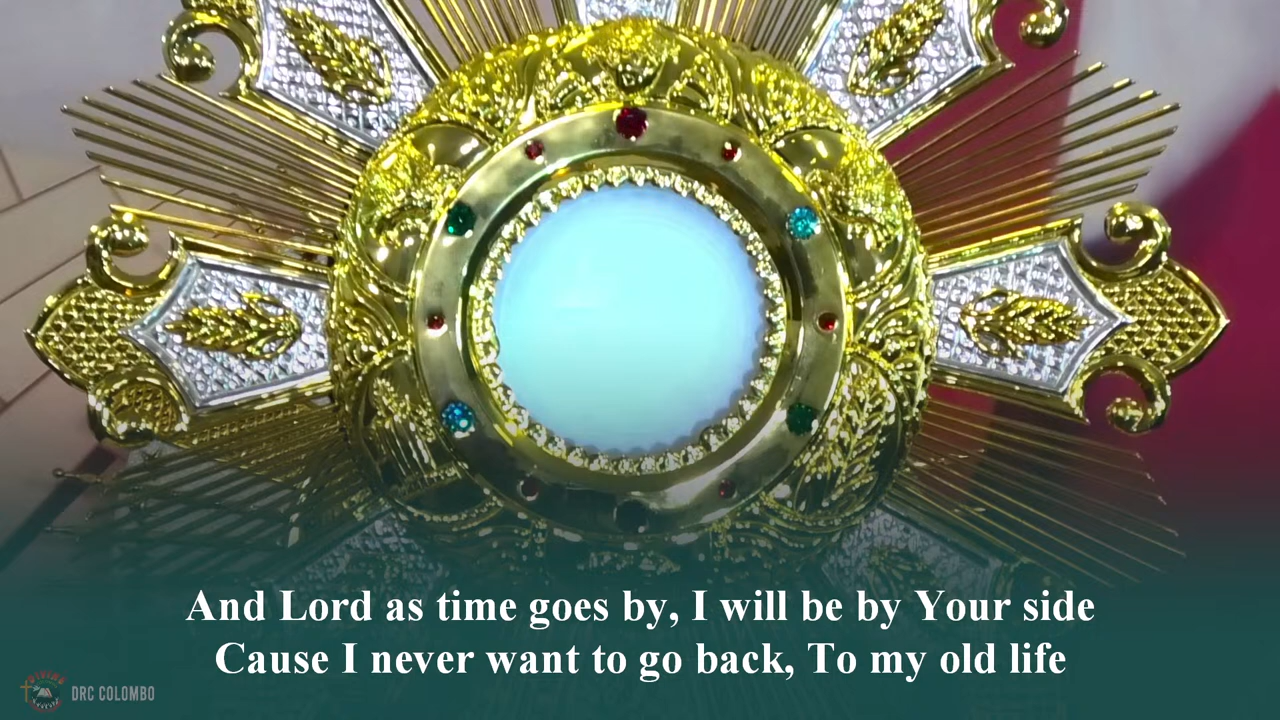 And Lord as time goes by, I will be by Your side
Cause I never want to go back, To my old life
DRC COLOMBO